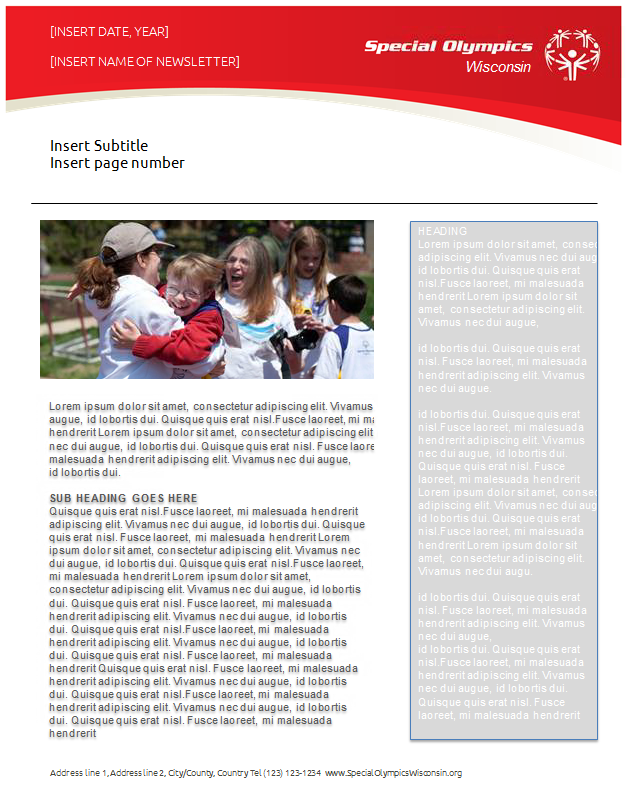 [INSERT DATE, YEAR]
[INSERT NAME OF NEWSLETTER]
Special Olympics
Wisconsin
Insert Subtitle
Insert page number
Lorem ipsum dolor sit amet, consectetur adipiscing elit. Vivamus
augue, id lobortis dui. Quisque quis erat nisl.Fusce laoreet, mi ma
hendrerit Lorem ipsum dolor sit amet, consectetur adipiscing elit
nec dui augue, id lobortis dui. Quisque quis erat nisl. Fusce laore
malesuada hendrerit adipiscing elit. Vivamus nec dui augue,
id lobortis dui.
SUB HEADING GOES HERE
Quisque quis erat nisl.Fusce laoreet, mi malesuada hendrerit
adipiscing elit. Vivamus nec dui augue, id lobortis dui. Quisque
quis erat nisl. Fusce laoreet, mi malesuada hendrerit Lorem
ipsum dolor sit amet, consectetur adipiscing elit. Vivamus nec
dui augue, id lobortis dui. Quisque quis erat nisl.Fusce laoreet,
mi malesuada hendrerit Lorem ipsum dolor sit amet,
consectetur adipiscing elit. Vivamus nec dui augue, id lobortis
dui. Quisque quis erat nisl. Fusce laoreet, mi malesuada
hendrerit adipiscing elit. Vivamus nec dui augue, id lobortis
dui. Quisque quis erat nisl.Fusce laoreet, mi malesuada
hendrerit adipiscing elit. Vivamus nec dui augue, id lobortis
dui. Quisque quis erat nisl. Fusce laoreet, mi malesuada
hendrerit Quisque quis erat nisl. Fusce laoreet, mi malesuada
hendrerit adipiscing elit. Vivamus nec dui augue, id lobortis
dui. Quisque quis erat nisl.Fusce laoreet, mi malesuada
hendrerit adipiscing elit. Vivamus nec dui augue, id lobortis
dui. Quisque quis erat nisl. Fusce laoreet, mi malesuada
hendrerit
HEADING
Lorem ipsum dolor sit amet, consec
adipiscing elit. Vivamus nec dui aug
id lobortis dui. Quisque quis erat
nisl.Fusce laoreet, mi malesuada
hendrerit Lorem ipsum dolor sit
amet, consectetur adipiscing elit.
Vivamus nec dui augue,
id lobortis dui. Quisque quis erat
nisl. Fusce laoreet, mi malesuada
hendrerit adipiscing elit. Vivamus
nec dui augue.
id lobortis dui. Quisque quis erat
nisl.Fusce laoreet, mi malesuada
hendrerit adipiscing elit. Vivamus
nec dui augue, id lobortis dui.
Quisque quis erat nisl. Fusce
laoreet, mi malesuada hendrerit
Lorem ipsum dolor sit amet, consec
adipiscing elit. Vivamus nec dui aug
id lobortis dui. Quisque quis erat
nisl.Fusce laoreet, mi malesuada
hendrerit Lorem ipsum dolor sit
amet, consectetur adipiscing elit.
Vivamus nec dui augu.
id lobortis dui. Quisque quis erat
nisl. Fusce laoreet, mi malesuada
hendrerit adipiscing elit. Vivamus
nec dui augue,
id lobortis dui. Quisque quis erat
nisl.Fusce laoreet, mi malesuada
hendrerit adipiscing elit. Vivamus
nec dui augue, id lobortis dui.
Quisque quis erat nisl. Fusce
laoreet, mi malesuada hendrerit
Address line 1, Address line 2, City/County, Country Tel (123) 123-1234 www.SpecialOlympicsWisconsin.org